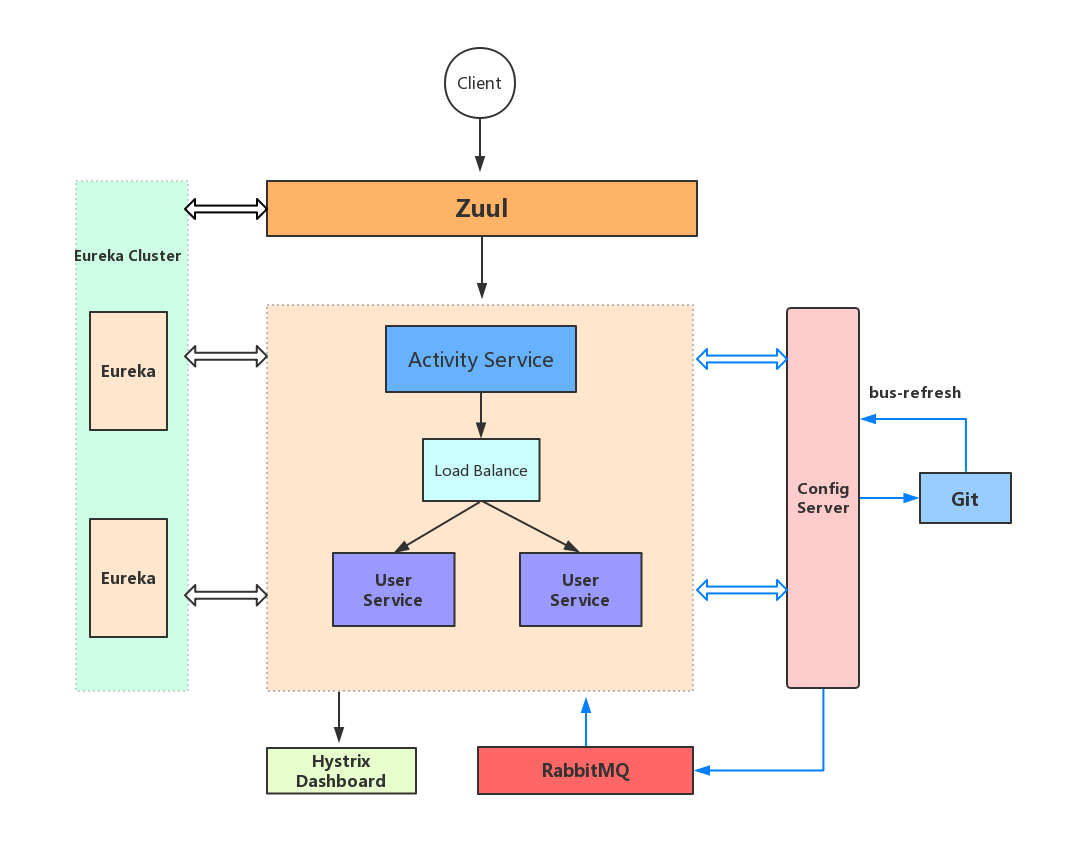 Client
Zuul
Eureka Cluster
Eureka
Activity Service
bus-refresh
Load Balance
Config
Server
Git
Eureka
User
Service
User
Service
Hystrix
Dashboard
RabbitMQ